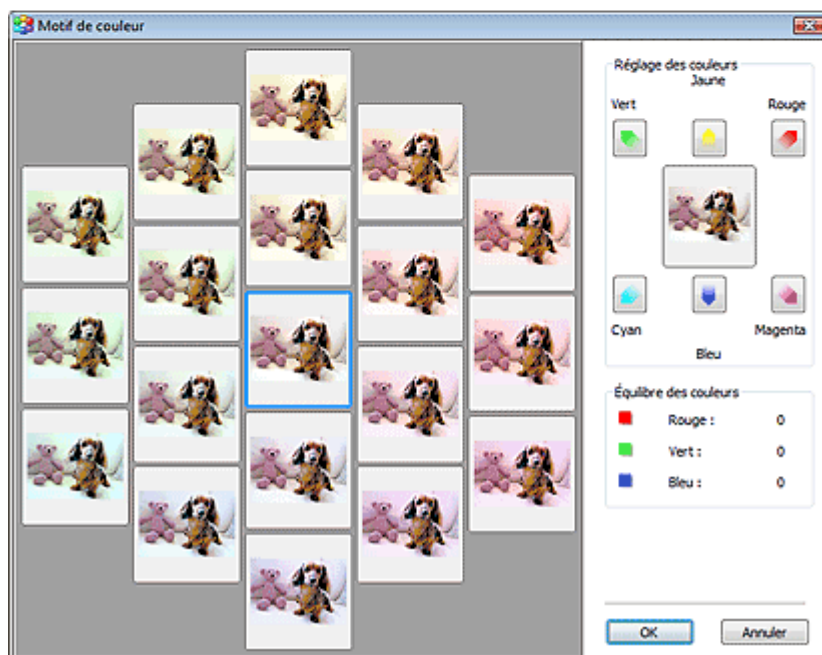 Motif de couleur
Réglage des couleurs
Jaune
Vert
Rouge
Cyan
Magenta
Bleu
Équilibre des couleurs
Rouge : 0
Vert : 0
Bleu : 0
OK
Annuler